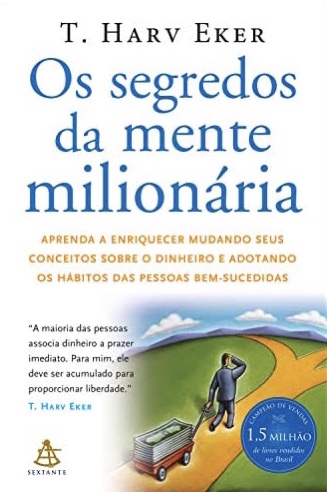 T. HARV EKER
Os segredos
da mente
milionária
APRENDA A ENRIQUECER MUDANDO SEUS
CONCEITOS SOBRE O DINHEIRO E ADOTANDO
OS HÁBITOS DAS PESSOAS BEM-SUCEDIDAS
"A maioria das pessoas
associa dinheiro a prazer
imediato. Para mim, ele
deve ser acumulado para
proporcionar liberdade."
T. HARV EKER
SEXTANTE
CAMPEÃO DE VENDAS
1,5 MILHÃO
de livros vendidos
no Brasil